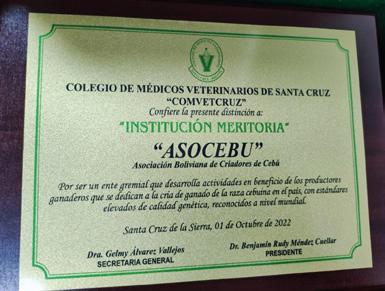 COLEGIO DE MÉDICOS VETERINARIOS DE SANTA CRUZ
"COMVETCRUZ"
Confiere la presente distinción a:
"INSTITUCIÓN MERITORIA"
"ASOCEBU"
Asociación Boliviana de Criadores de Cebú
Por ser un ente gremial que desarrolla actividades en beneficio de los productores
ganaderos que se dedican a la cría de ganado de la raza cebuina en el país, con estándares
elevados de calidad genética, reconocidos a nivel mundial.
Santa Cruz de la Sierra, 01 de Octubre de 2022
Dra. Gelmy Álvarez Vallejos
SECRETARIA GENERAL
Dr. Benjamín Rudy Méndez Cuellar
PRESIDENTE